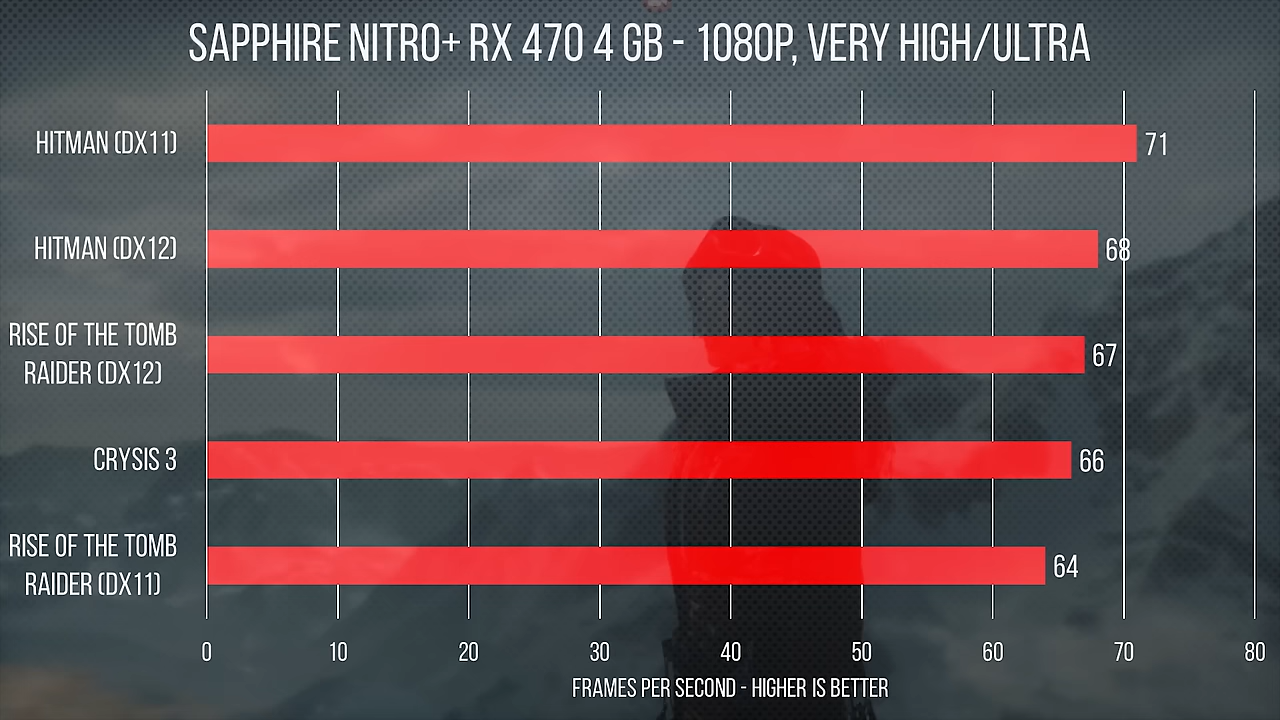 SAPPHIRE NITRO+ RX 470 4 GB - 1080P, VERY HIGH/ULTRA
HITMAN (DX11)
71
HITMAN (DX12)
68
RISE OF THE TOMB
RAIDER (DX12)
67
CRYSIS 3
66
RISE OF THE TOMB
RAIDER (DX11)
64
0 10 20 30 40 50 60 70 80
FRAMES PER SECOND - HIGHER IS BETTER